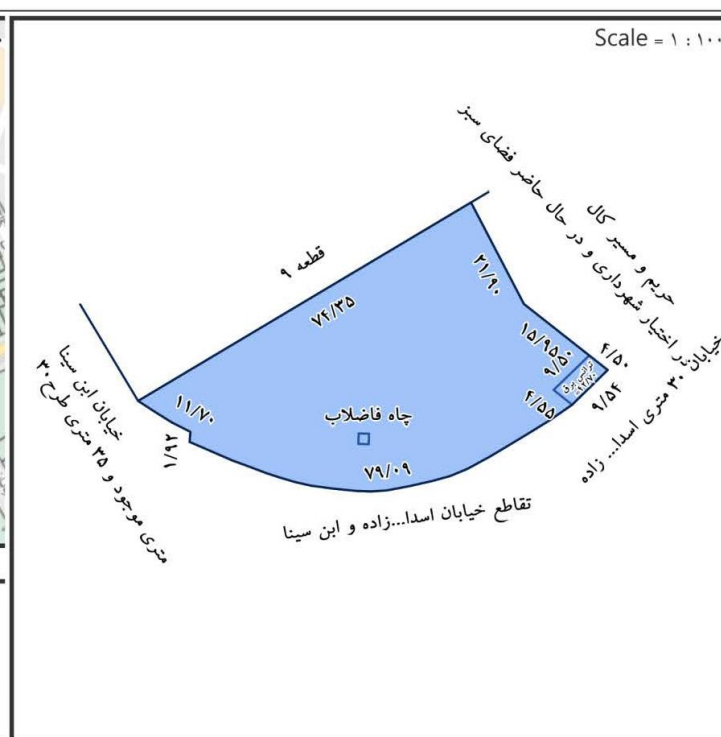 Scale = ۱ : ۱۰۰
حریم و مسیر کال
در اختیار شهرداری و در حال حاضر فضای سبز
قطعه ۹
۷۴/۳۵
۲۱/۹۰
۱۵/۹۵
۹/۵۰
۴/۵۰
ترانس برق
۹/۵۴
۴/۵۵
خیابان ۳۰ متری اسدا... زاده
۱۱/۷۰
۱/۹۲
چاه فاضلاب
۷۹/۰۹
خیابان ابن سینا
۳۰ متری موجود و ۳۵ متری طرح
تقاطع خیابان اسدا...زاده و ابن سینا